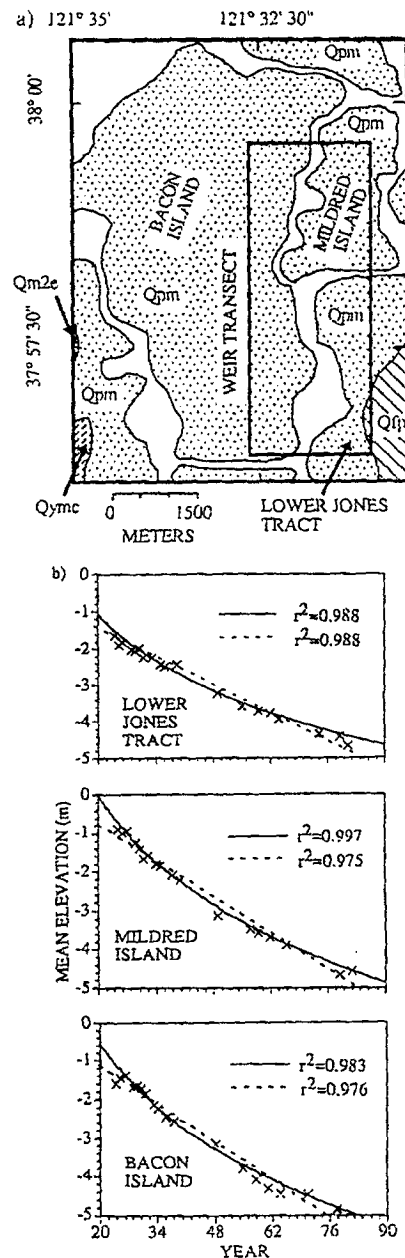 a) 121° 35' 121° 32' 30"
38° 00'
37° 57' 30"
Qpm
Qpm
BACON
ISLAND
MILDRED
ISLAND
WEIR TRANSECT
Qpm
Qpm
Qm2e
Qpm
Qyme
LOWER JONES
TRACT
0 1500
METERS
b)
MEAN ELEVATION (m)
-1
-2
-3
-4
-5
r²=0.988
r²=0.988
LOWER
JONES
TRACT
0
-1
-2
-3
-4
-5
r²=0.997
r²=0.975
MILDRED
ISLAND
0
-1
-2
-3
-4
-5
r²=0.983
r²=0.976
BACON
ISLAND
20 34 48 62 76 90
YEAR